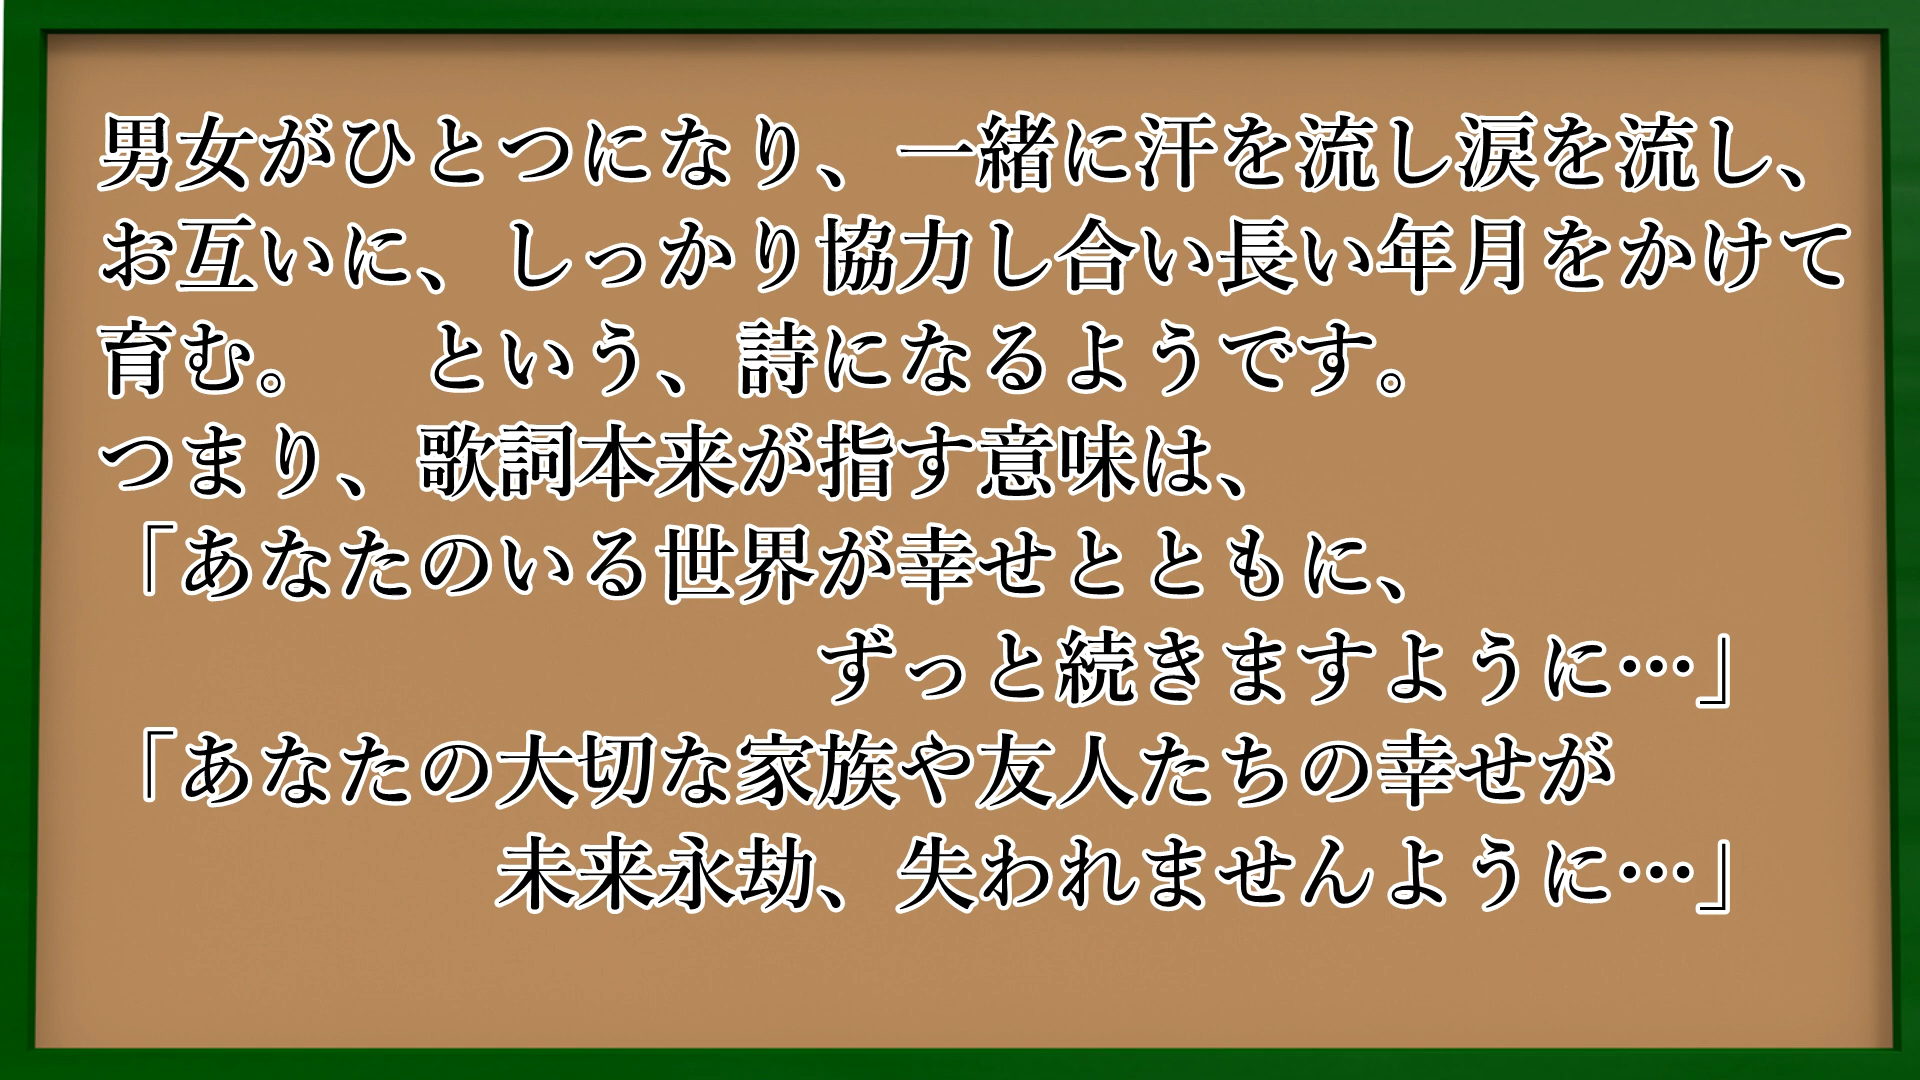 男女がひとつになり、一緒に汗を流し涙を流し、
お互いに、しっかり協力し合い長い年月をかけて
育む。　という、詩になるようです。
つまり、歌詞本来が指す意味は、
「あなたのいる世界が幸せとともに、
ずっと続きますように…」
「あなたの大切な家族や友人たちの幸せが
未来永劫、失われませんように…」